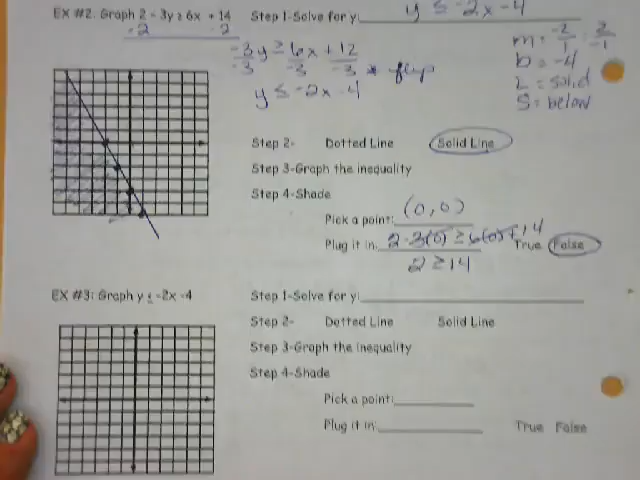 EX #2. Graph 2 - 3y ≥ 6x + 14
-2 -2
Step 1-Solve for y: y ≤ -2x - 4
-3y ≥ 6x + 12
-3 -3 -3 * flip
y ≤ -2x - 4
m = -2/1 = 2/-1
b = -4
L = solid
S = below
Step 2- Dotted Line Solid Line
Step 3-Graph the inequality
Step 4-Shade
Pick a point: (0,0)
Plug it in: 2-3(0) ≥ 6(0)+14 True False
2 ≥ 14
EX #3: Graph y ≤ -2x -4
Step 1-Solve for y:
Step 2- Dotted Line Solid Line
Step 3-Graph the inequality
Step 4-Shade
Pick a point:
Plug it in: True False